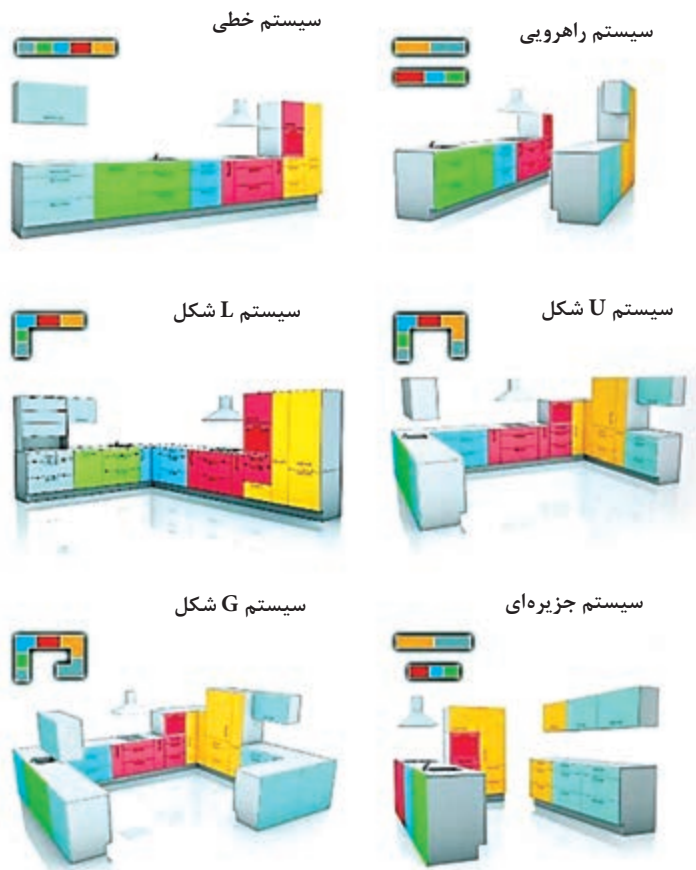 سیستم راهرویی
سیستم خطی
سیستم U شکل
سیستم L شکل
سیستم جزیره‌ای
سیستم G شکل